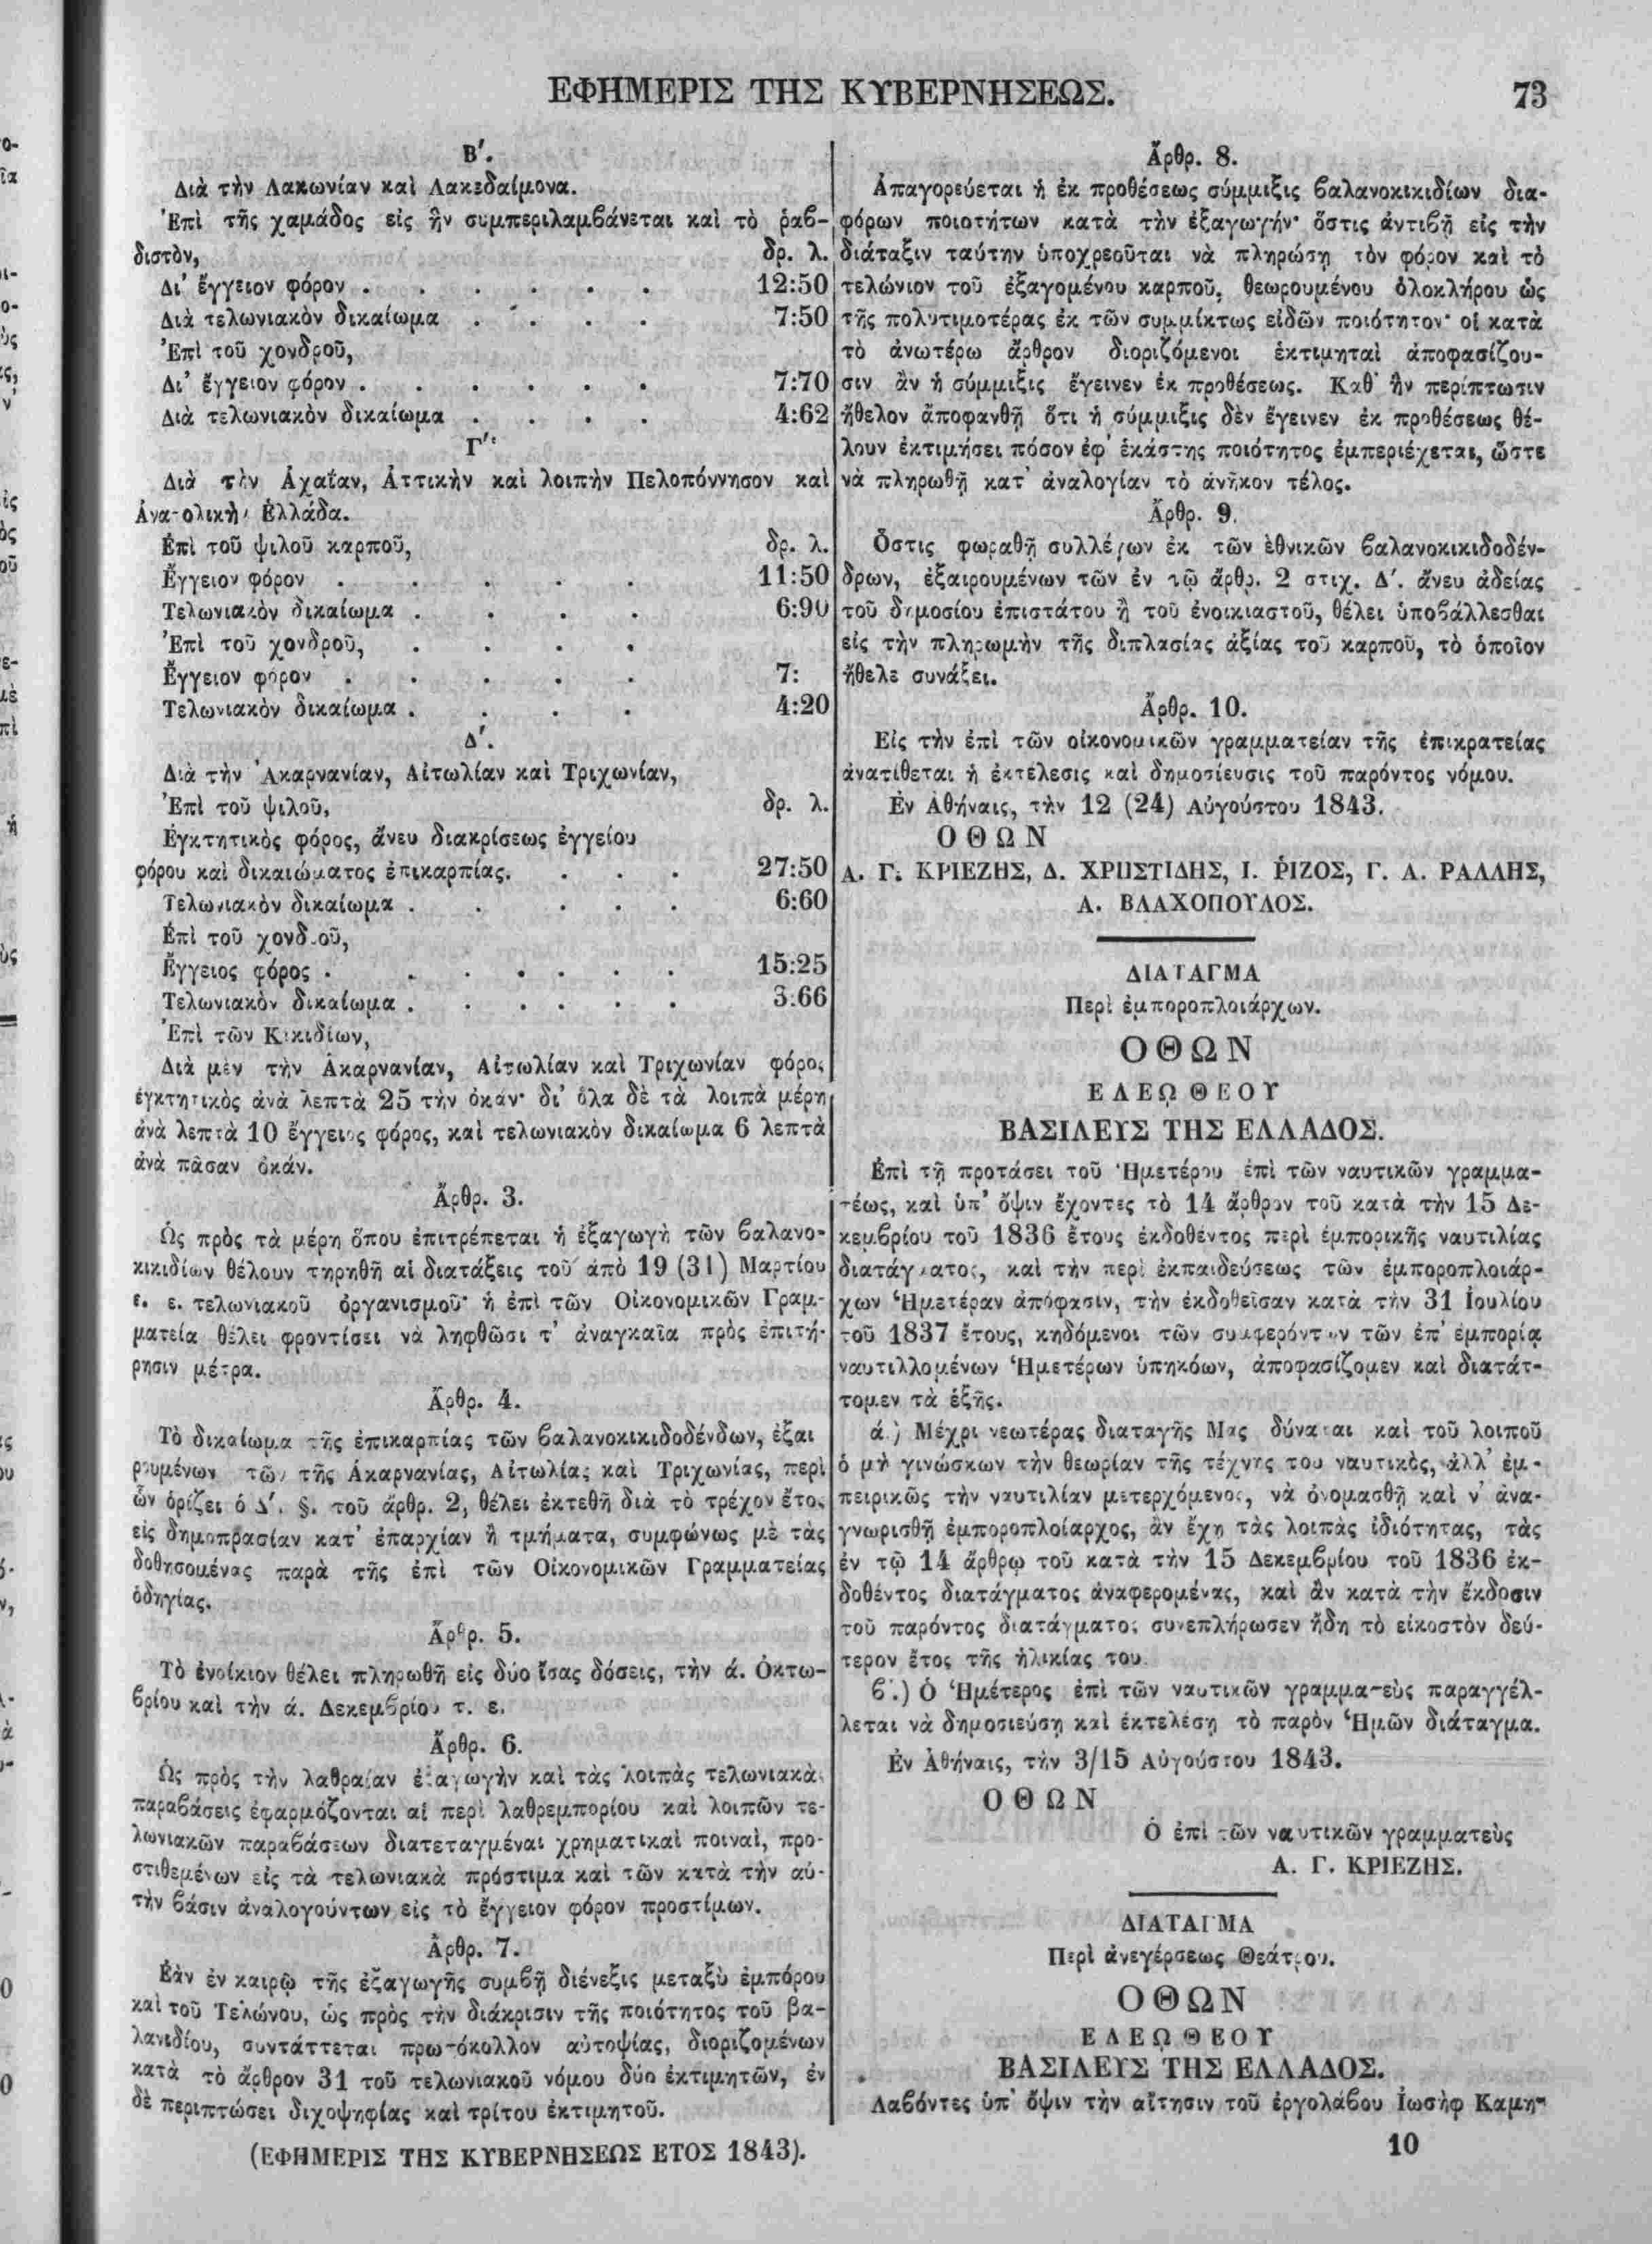 ΕΦΗΜΕΡΙΣ ΤΗΣ ΚΥΒΕΡΝΗΣΕΩΣ.
73
Β΄.
Διὰ τὴν Λακωνίαν καὶ Λακεδαίμονα.
Ἐπὶ τῆς χαμάδος εἰς ἣν συμπεριλαμβάνεται καὶ τὸ ῥαβ-
διστὸν, δρ. λ.
Δι᾽ ἔγγειον φόρον . . . . . . 12:50
Διὰ τελωνιακὸν δικαίωμα . . . . 7:50
Ἐπὶ τοῦ χονδροῦ,
Δι᾽ ἔγγειον φόρον . . . . . . 7:70
Διὰ τελωνιακὸν δικαίωμα . . . . 4:62
Γ΄.
Διὰ τὴν Ἀχαΐαν, Ἀττικὴν καὶ λοιπὴν Πελοπόννησον καὶ
Ἀνατολικὴν Ἑλλάδα.
Ἐπὶ τοῦ ψιλοῦ καρποῦ, δρ. λ.
Ἔγγειον φόρον . . . . . 11:50
Τελωνιακὸν δικαίωμα . . . . 6:90
Ἐπὶ τοῦ χονδροῦ, . . . .
Ἔγγειον φόρον . . . . . 7:
Τελωνιακὸν δικαίωμα . . . . 4:20
Δ΄.
Διὰ τὴν Ἀκαρνανίαν, Αἰτωλίαν καὶ Τριχωνίαν,
Ἐπὶ τοῦ ψιλοῦ, δρ. λ.
Ἐγκτητικὸς φόρος, ἄνευ διακρίσεως ἐγγείου
φόρου καὶ δικαιώματος ἐπικαρπίας. . . . 27:50
Τελωνιακὸν δικαίωμα . . . . . 6:60
Ἐπὶ τοῦ χονδροῦ,
Ἔγγειος φόρος . . . . . . . 15:25
Τελωνιακὸν δικαίωμα . . . . . . 3:66
Ἐπὶ τῶν Κικιδίων,
Διὰ μὲν τὴν Ἀκαρνανίαν, Αἰτωλίαν καὶ Τριχωνίαν φόρος
ἐγκτητικὸς ἀνὰ λεπτὰ 25 τὴν ὀκάν· δι᾽ ὅλα δὲ τὰ λοιπὰ μέρη
ἀνὰ λεπτὰ 10 ἔγγειος φόρος, καὶ τελωνιακὸν δικαίωμα 6 λεπτὰ
ἀνὰ πᾶσαν ὀκάν.
Ἄρθρ. 3.
Ὡς πρὸς τὰ μέρη ὅπου ἐπιτρέπεται ἡ ἐξαγωγὴ τῶν βαλανο-
κικιδίων θέλουν τηρηθῆ αἱ διατάξεις τοῦ ἀπὸ 19 (31) Μαρτίου
ε. ε. τελωνιακοῦ ὀργανισμοῦ· ἡ ἐπὶ τῶν Οἰκονομικῶν Γραμ-
ματεία θέλει φροντίσει νὰ ληφθῶσι τ᾽ ἀναγκαῖα πρὸς ἐπιτή-
ρησιν μέτρα.
Ἄρθρ. 4.
Τὸ δικαίωμα τῆς ἐπικαρπίας τῶν βαλανοκικιδοδένδων, ἐξαι
ρουμένων τῶν τῆς Ἀκαρνανίας, Αἰτωλίας καὶ Τριχωνίας, περὶ
ὧν ὁρίζει ὁ Δ΄. §. τοῦ ἄρθρ. 2, θέλει ἐκτεθῆ διὰ τὸ τρέχον ἔτος
εἰς δημοπρασίαν κατ᾽ ἐπαρχίαν ἢ τμήματα, συμφώνως μὲ τὰς
δοθησομένας παρὰ τῆς ἐπὶ τῶν Οἰκονομικῶν Γραμματείας
ὁδηγίας.
Ἄρθρ. 5.
Τὸ ἐνοίκιον θέλει πληρωθῆ εἰς δύο ἴσας δόσεις, τὴν ά. Ὀκτω-
βρίου καὶ τὴν ά. Δεκεμβρίου τ. ε.
Ἄρθρ. 6.
Ὡς πρὸς τὴν λαθραίαν ἐξαγωγὴν καὶ τὰς λοιπὰς τελωνιακὰς
παραβάσεις ἐφαρμόζονται αἱ περὶ λαθρεμπορίου καὶ λοιπῶν τε-
λωνιακῶν παραβάσεων διατεταγμέναι χρηματικαὶ ποιναὶ, προ-
στιθεμένων εἰς τὰ τελωνιακὰ πρόστιμα καὶ τῶν κατὰ τὴν αὐ-
τὴν βάσιν ἀναλογούντων εἰς τὸ ἔγγειον φόρον προστίμων.
Ἄρθρ. 7.
Ἐὰν ἐν καιρῷ τῆς ἐξαγωγῆς συμβῇ διένεξις μεταξὺ ἐμπόρου
καὶ τοῦ Τελώνου, ὡς πρὸς τὴν διάκρισιν τῆς ποιότητος τοῦ βα-
λανιδίου, συντάττεται πρωτόκολλον αὐτοψίας, διοριζομένων
κατὰ τὸ ἄρθρον 31 τοῦ τελωνιακοῦ νόμου δύο ἐκτιμητῶν, ἐν
δὲ περιπτώσει διχοψηφίας καὶ τρίτου ἐκτιμητοῦ.
(ΕΦΗΜΕΡΙΣ ΤΗΣ ΚΥΒΕΡΝΗΣΕΩΣ ΕΤΟΣ 1843).
Ἄρθρ. 8.
Ἀπαγορεύεται ἡ ἐκ προθέσεως σύμμιξις βαλανοκικιδίων δια-
φόρων ποιοτήτων κατὰ τὴν ἐξαγωγήν· ὅστις ἀντιβῇ εἰς τὴν
διάταξιν ταύτην ὑποχρεοῦται νὰ πληρώσῃ τὸν φόρον καὶ τὸ
τελώνιον τοῦ ἐξαγομένου καρποῦ, θεωρουμένου ὁλοκλήρου ὡς
τῆς πολυτιμοτέρας ἐκ τῶν συμμίκτως εἰδῶν ποιότητον· οἱ κατὰ
τὸ ἀνωτέρω ἄρθρον διοριζόμενοι ἐκτιμηταὶ ἀποφασίζου-
σιν ἂν ἡ σύμμιξις ἔγεινεν ἐκ προθέσεως. Καθ᾽ ἣν περίπτωσιν
ἤθελον ἀποφανθῆ ὅτι ἡ σύμμιξις δὲν ἔγεινεν ἐκ προθέσεως θέ-
λουν ἐκτιμήσει πόσον ἐφ᾽ ἑκάστης ποιότητος ἐμπεριέχεται, ὥστε
νὰ πληρωθῇ κατ᾽ ἀναλογίαν τὸ ἀνῆκον τέλος.
Ἄρθρ. 9.
Ὅστις φωραθῇ συλλέγων ἐκ τῶν ἐθνικῶν βαλανοκικιδοδέν-
δρων, ἐξαιρουμένων τῶν ἐν τῷ ἄρθρ. 2 στιχ. Δ΄. ἄνευ ἀδείας
τοῦ δημοσίου ἐπιστάτου ἢ τοῦ ἐνοικιαστοῦ, θέλει ὑποβάλλεσθαι
εἰς τὴν πληρωμὴν τῆς διπλασίας ἀξίας τοῦ καρποῦ, τὸ ὁποῖον
ἤθελε συνάξει.
Ἄρθρ. 10.
Εἰς τὴν ἐπὶ τῶν οἰκονομικῶν γραμματείαν τῆς ἐπικρατείας
ἀνατίθεται ἡ ἐκτέλεσις καὶ δημοσίευσις τοῦ παρόντος νόμου.
Ἐν Ἀθήναις, τὴν 12 (24) Αὐγούστου 1843.
ΟΘΩΝ
Α. Γ. ΚΡΙΕΖΗΣ, Δ. ΧΡΗΣΤΙΔΗΣ, Ι. ῬΙΖΟΣ, Γ. Α. ΡΑΛΛΗΣ,
Α. ΒΛΑΧΟΠΟΥΛΟΣ.
ΔΙΑΤΑΓΜΑ
Περὶ ἐμποροπλοιάρχων.
ΟΘΩΝ
ΕΛΕῼ ΘΕΟΥ
ΒΑΣΙΛΕΥΣ ΤΗΣ ΕΛΛΑΔΟΣ.
Ἐπὶ τῇ προτάσει τοῦ Ἡμετέρου ἐπὶ τῶν ναυτικῶν γραμμα-
τέως, καὶ ὑπ᾽ ὄψιν ἔχοντες τὸ 14 ἄρθρον τοῦ κατὰ τὴν 15 Δε-
κεμβρίου τοῦ 1836 ἔτους ἐκδοθέντος περὶ ἐμπορικῆς ναυτιλίας
διατάγματος, καὶ τὴν περὶ ἐκπαιδεύσεως τῶν ἐμποροπλοιάρ-
χων Ἡμετέραν ἀπόφασιν, τὴν ἐκδοθεῖσαν κατὰ τὴν 31 Ἰουλίου
τοῦ 1837 ἔτους, κηδόμενοι τῶν συμφερόντων τῶν ἐπ᾽ ἐμπορίᾳ
ναυτιλλομένων Ἡμετέρων ὑπηκόων, ἀποφασίζομεν καὶ διατάτ-
τομεν τὰ ἑξῆς.
ά.) Μέχρι νεωτέρας διαταγῆς Μας δύναται καὶ τοῦ λοιποῦ
ὁ μὴ γινώσκων τὴν θεωρίαν τῆς τέχνης του ναυτικὸς, ἀλλ᾽ ἐμ-
πειρικῶς τὴν ναυτιλίαν μετερχόμενος, νὰ ὀνομασθῇ καὶ ν᾽ ἀνα-
γνωρισθῇ ἐμποροπλοίαρχος, ἂν ἔχῃ τὰς λοιπὰς ἰδιότητας, τὰς
ἐν τῷ 14 ἄρθρῳ τοῦ κατὰ τὴν 15 Δεκεμβρίου τοῦ 1836 ἐκ-
δοθέντος διατάγματος ἀναφερομένας, καὶ ἂν κατὰ τὴν ἔκδοσιν
τοῦ παρόντος διατάγματος συνεπλήρωσεν ἤδη τὸ εἰκοστὸν δεύ-
τερον ἔτος τῆς ἡλικίας του.
β΄.) Ὁ Ἡμέτερος ἐπὶ τῶν ναυτικῶν γραμματεὺς παραγγέλ-
λεται νὰ δημοσιεύσῃ καὶ ἐκτελέσῃ τὸ παρὸν Ἡμῶν διάταγμα.
Ἐν Ἀθήναις, τὴν 3/15 Αὐγούστου 1843.
ΟΘΩΝ
Ὁ ἐπὶ τῶν ναυτικῶν γραμματεὺς
Α. Γ. ΚΡΙΕΖΗΣ.
ΔΙΑΤΑΓΜΑ
Περὶ ἀνεγέρσεως Θεάτρου.
ΟΘΩΝ
ΕΛΕῼ ΘΕΟΥ
ΒΑΣΙΛΕΥΣ ΤΗΣ ΕΛΛΑΔΟΣ.
Λαβόντες ὑπ᾽ ὄψιν τὴν αἴτησιν τοῦ ἐργολάβου Ἰωσὴφ Καμη-
10